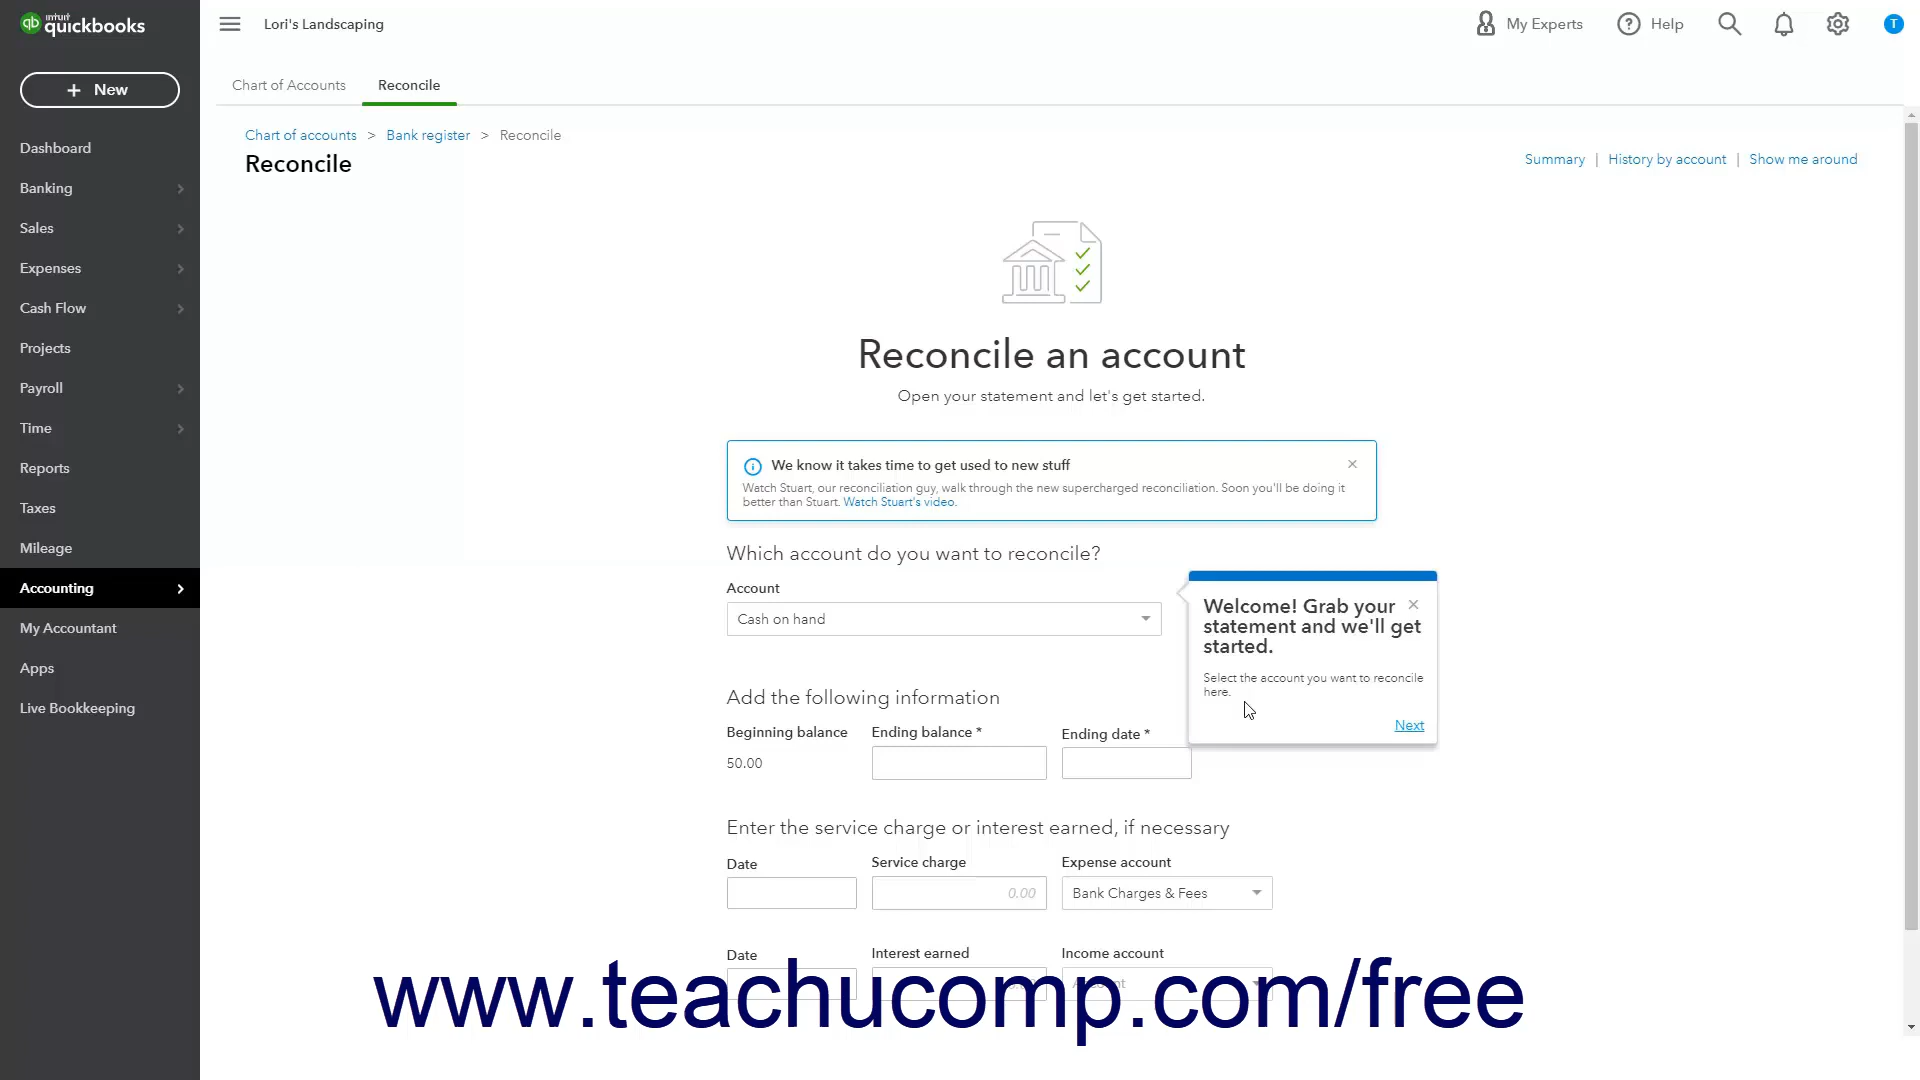 intuit
quickbooks
Lori's Landscaping
My Experts
Help
T
+ New
Dashboard
Banking
Sales
Expenses
Cash Flow
Projects
Payroll
Time
Reports
Taxes
Mileage
Accounting
My Accountant
Apps
Live Bookkeeping
Chart of Accounts
Reconcile
Chart of accounts > Bank register > Reconcile
Reconcile
Summary | History by account | Show me around
Reconcile an account
Open your statement and let's get started.
We know it takes time to get used to new stuff
Watch Stuart, our reconciliation guy, walk through the new supercharged reconciliation. Soon you'll be doing it
better than Stuart. Watch Stuart's video.
Which account do you want to reconcile?
Account
Cash on hand
Welcome! Grab your
statement and we'll get
started.
Select the account you want to reconcile
here.
Next
Add the following information
Beginning balance
Ending balance *
Ending date *
50.00
Enter the service charge or interest earned, if necessary
Date
Service charge
Expense account
0.00
Bank Charges & Fees
Date
Interest earned
Income account
www.teachucomp.com/free